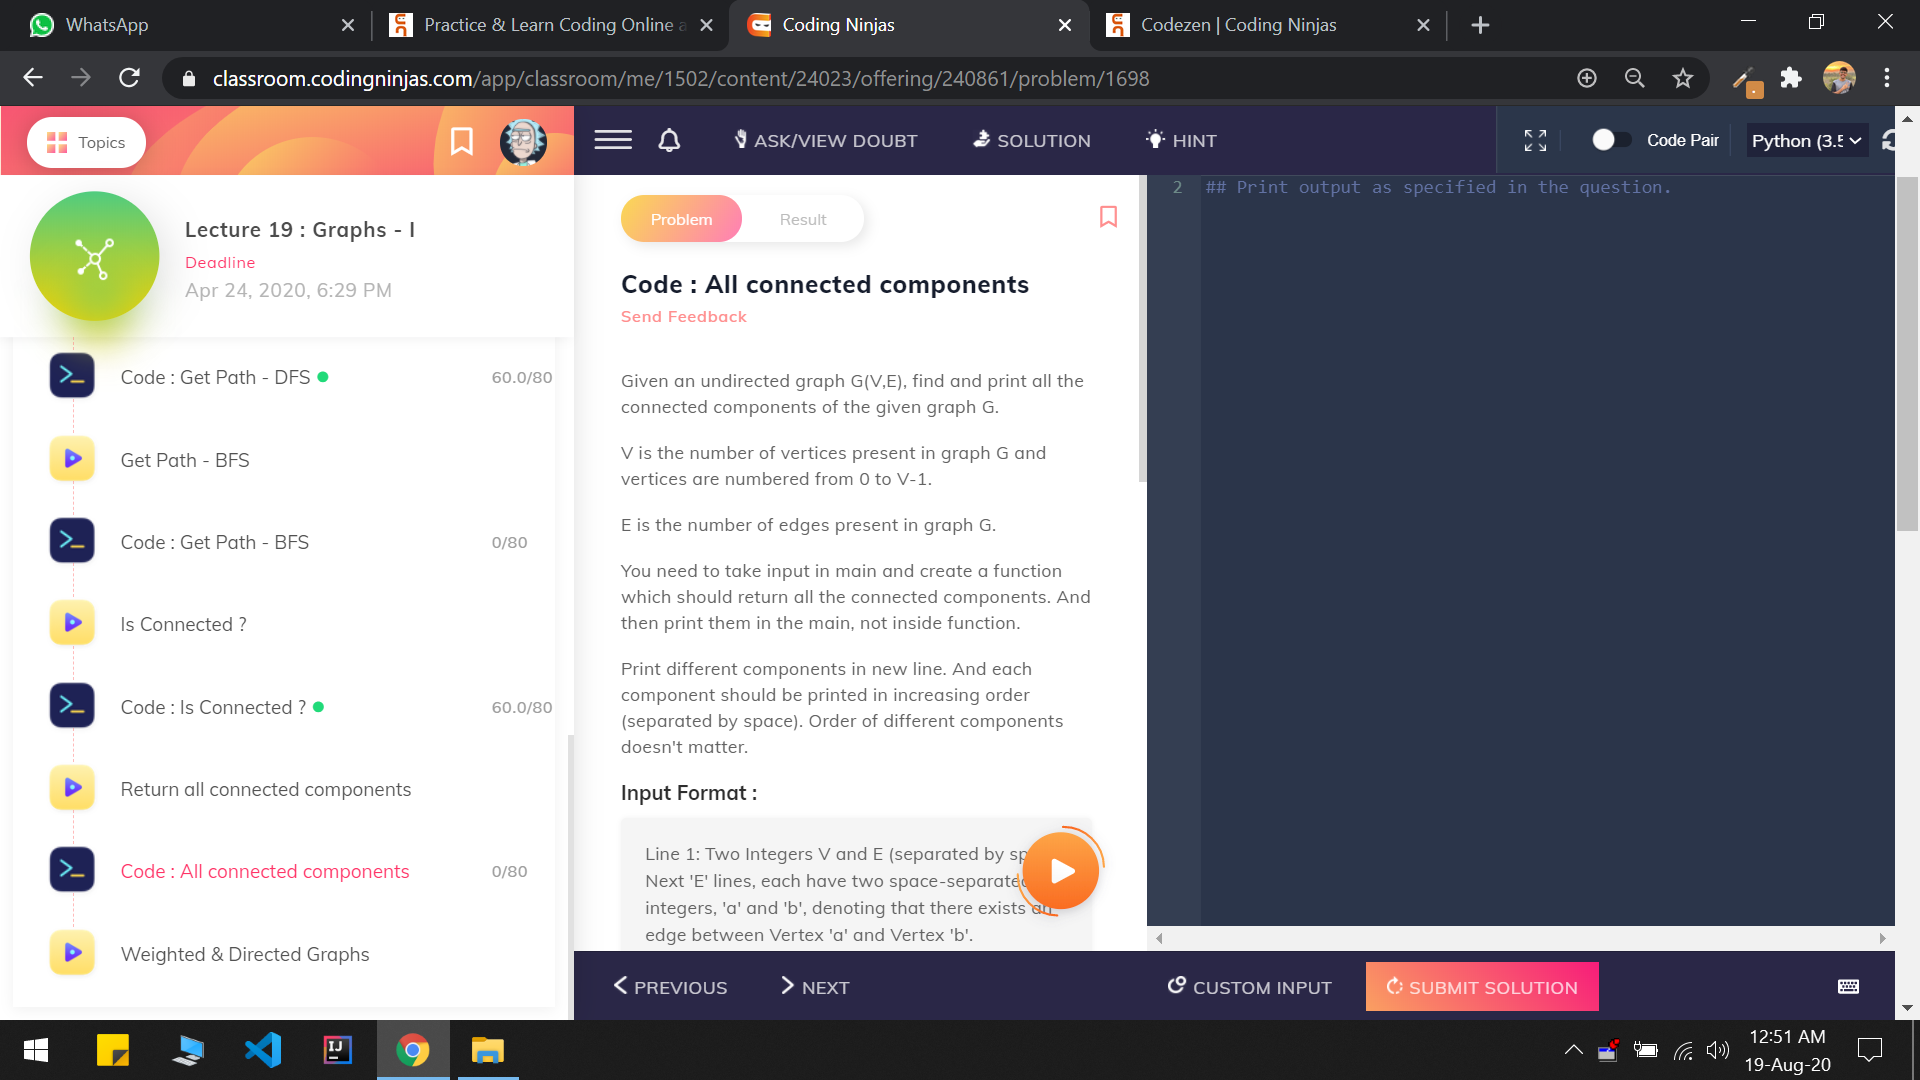 WhatsApp
Practice & Learn Coding Online a
Coding Ninjas
Codezen | Coding Ninjas
classroom.codingninjas.com/app/classroom/me/1502/content/24023/offering/240861/problem/1698
Topics
ASK/VIEW DOUBT
SOLUTION
HINT
Code Pair
Python (3.5
Lecture 19 : Graphs - I
Deadline
Apr 24, 2020, 6:29 PM
Code : Get Path - DFS
60.0/80
Get Path - BFS
Code : Get Path - BFS
0/80
Is Connected ?
Code : Is Connected ?
60.0/80
Return all connected components
Code : All connected components
0/80
Weighted & Directed Graphs
Problem
Result
Code : All connected components
Send Feedback
Given an undirected graph G(V,E), find and print all the
connected components of the given graph G.
V is the number of vertices present in graph G and
vertices are numbered from 0 to V-1.
E is the number of edges present in graph G.
You need to take input in main and create a function
which should return all the connected components. And
then print them in the main, not inside function.
Print different components in new line. And each
component should be printed in increasing order
(separated by space). Order of different components
doesn't matter.
Input Format :
Line 1: Two Integers V and E (separated by sp
Next 'E' lines, each have two space-separated
integers, 'a' and 'b', denoting that there exists an
edge between Vertex 'a' and Vertex 'b'.
2 ## Print output as specified in the question.
PREVIOUS
NEXT
CUSTOM INPUT
SUBMIT SOLUTION
IJ
12:51 AM
19-Aug-20